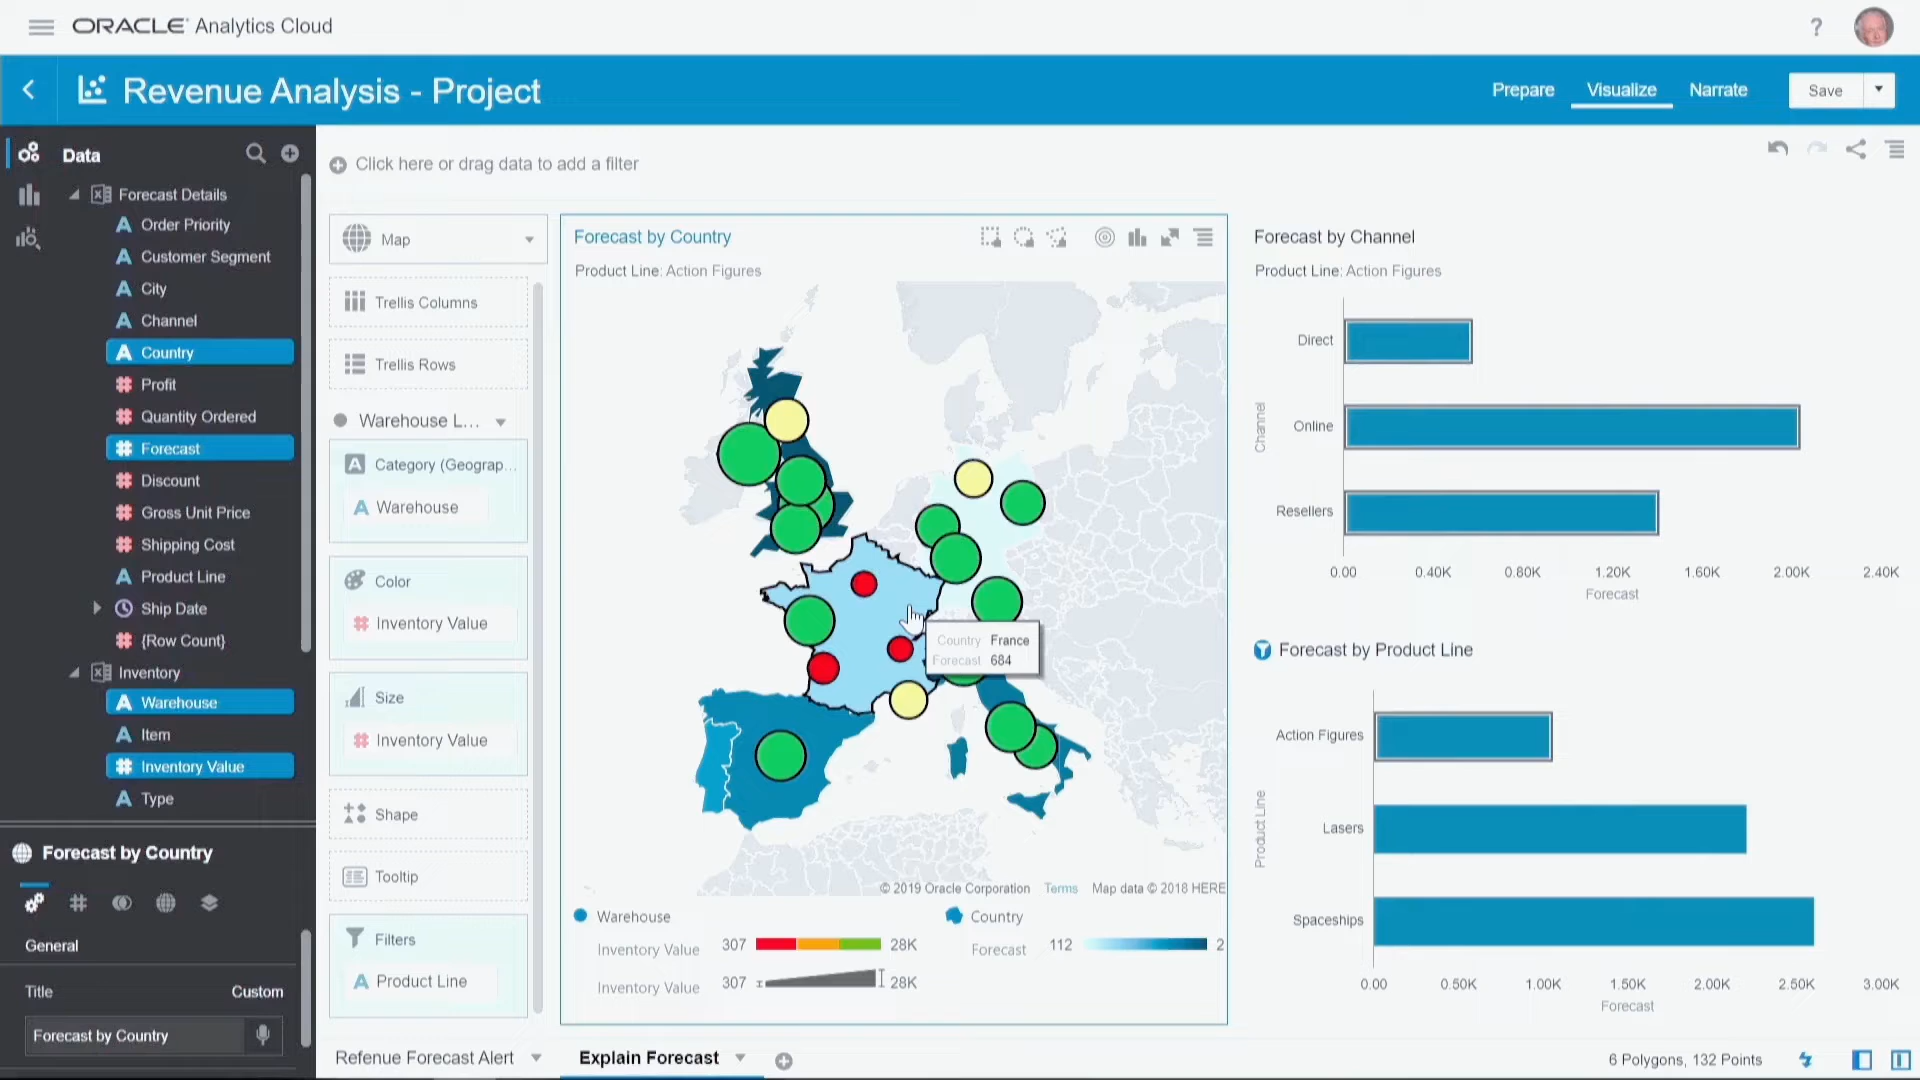 ORACLE Analytics Cloud
?
Revenue Analysis - Project
Prepare
Visualize
Narrate
Save
Data
Forecast Details
A Order Priority
A Customer Segment
A City
A Channel
A Country
# Profit
# Quantity Ordered
# Forecast
# Discount
# Gross Unit Price
# Shipping Cost
A Product Line
Ship Date
# {Row Count}
Inventory
A Warehouse
A Item
# Inventory Value
A Type
Forecast by Country
General
Title
Custom
Forecast by Country
Click here or drag data to add a filter
Map
Trellis Columns
Trellis Rows
Warehouse L...
A Category (Geograp...
A Warehouse
Color
# Inventory Value
Size
# Inventory Value
Shape
Tooltip
Filters
A Product Line
Forecast by Country
Product Line: Action Figures
Country France
Forecast 684
© 2019 Oracle Corporation Terms Map data © 2018 HERE
Warehouse
Inventory Value 307 28K
Inventory Value 307 28K
Country
Forecast 112 2
Forecast by Channel
Product Line: Action Figures
Channel
Direct
Online
Resellers
0.00 0.40K 0.80K 1.20K 1.60K 2.00K 2.40K
Forecast
Forecast by Product Line
Product Line
Action Figures
Lasers
Spaceships
0.00 0.50K 1.00K 1.50K 2.00K 2.50K 3.00K
Forecast
Refenue Forecast Alert
Explain Forecast
6 Polygons, 132 Points